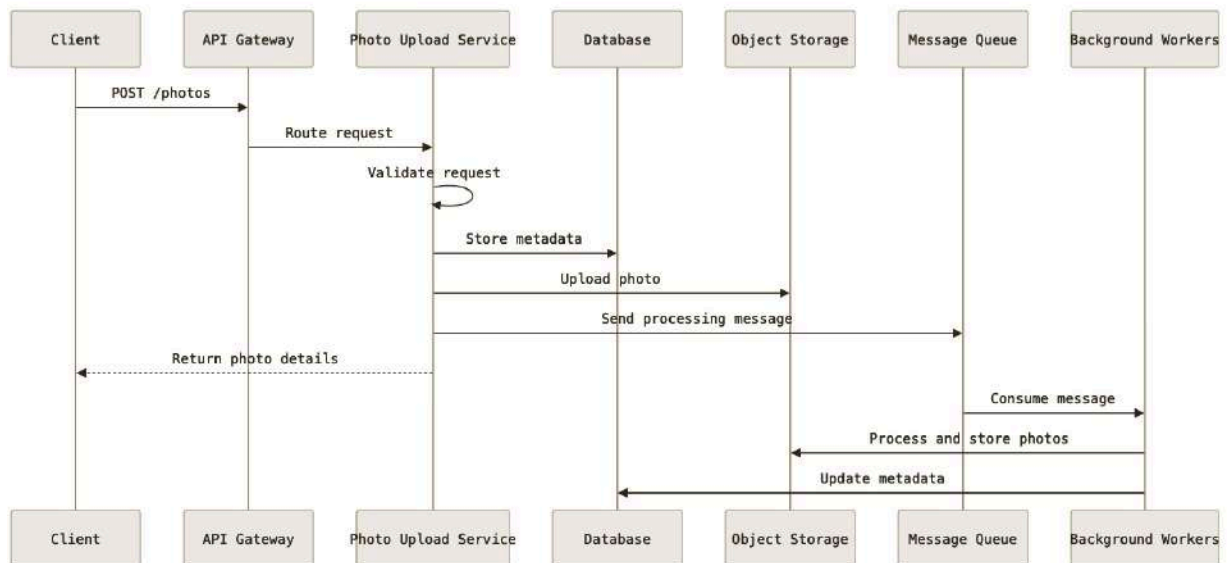 Client API Gateway Photo Upload Service Database Object Storage Message Queue Background Workers
POST /photos
Route request
Validate request
Store metadata
Upload photo
Send processing message
Return photo details
Consume message
Process and store photos
Update metadata
Client API Gateway Photo Upload Service Database Object Storage Message Queue Background Workers